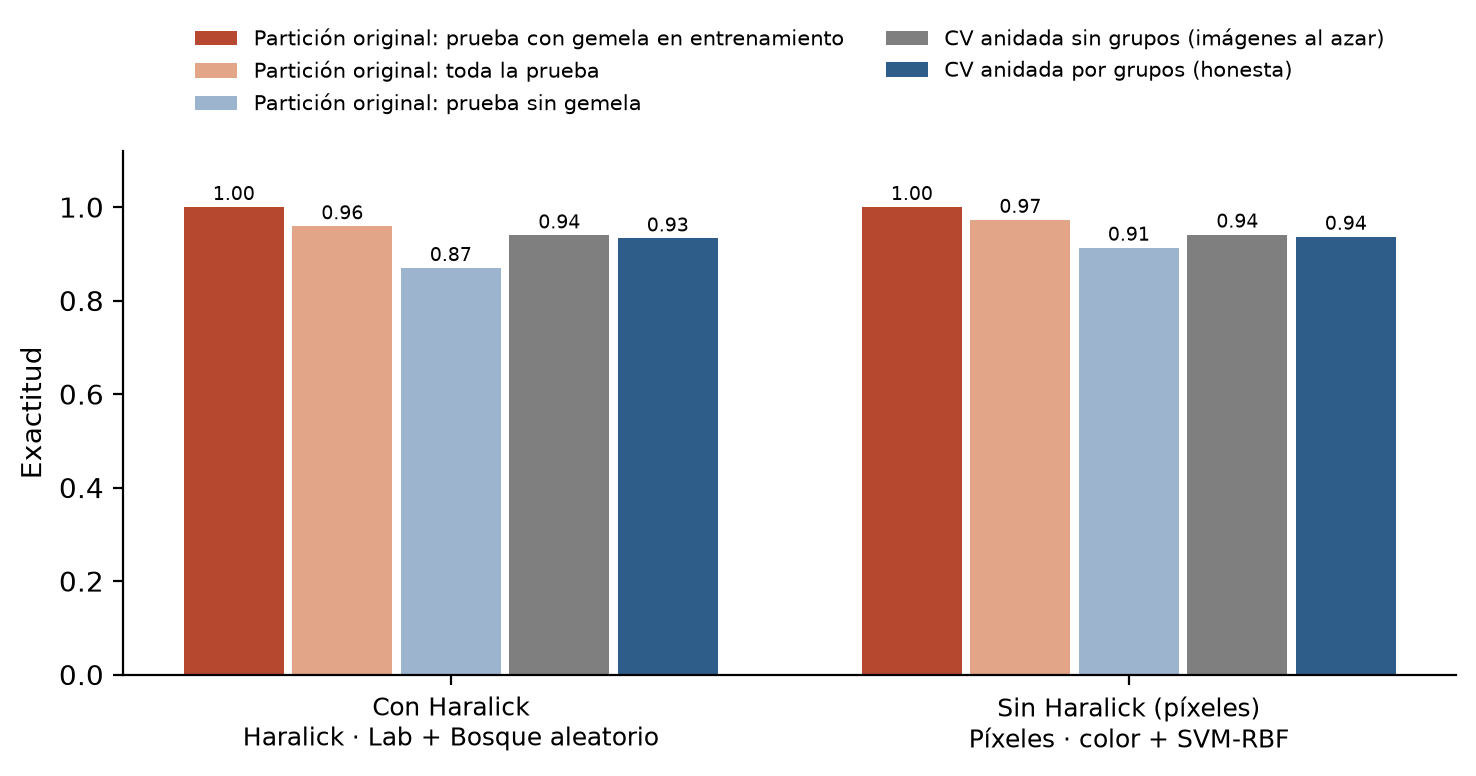 Partición original: prueba con gemela en entrenamiento
Partición original: toda la prueba
Partición original: prueba sin gemela
CV anidada sin grupos (imágenes al azar)
CV anidada por grupos (honesta)
Exactitud
1.0
0.8
0.6
0.4
0.2
0.0
1.00
0.96
0.87
0.94
0.93
1.00
0.97
0.91
0.94
0.94
Con Haralick
Haralick · Lab + Bosque aleatorio
Sin Haralick (píxeles)
Píxeles · color + SVM-RBF